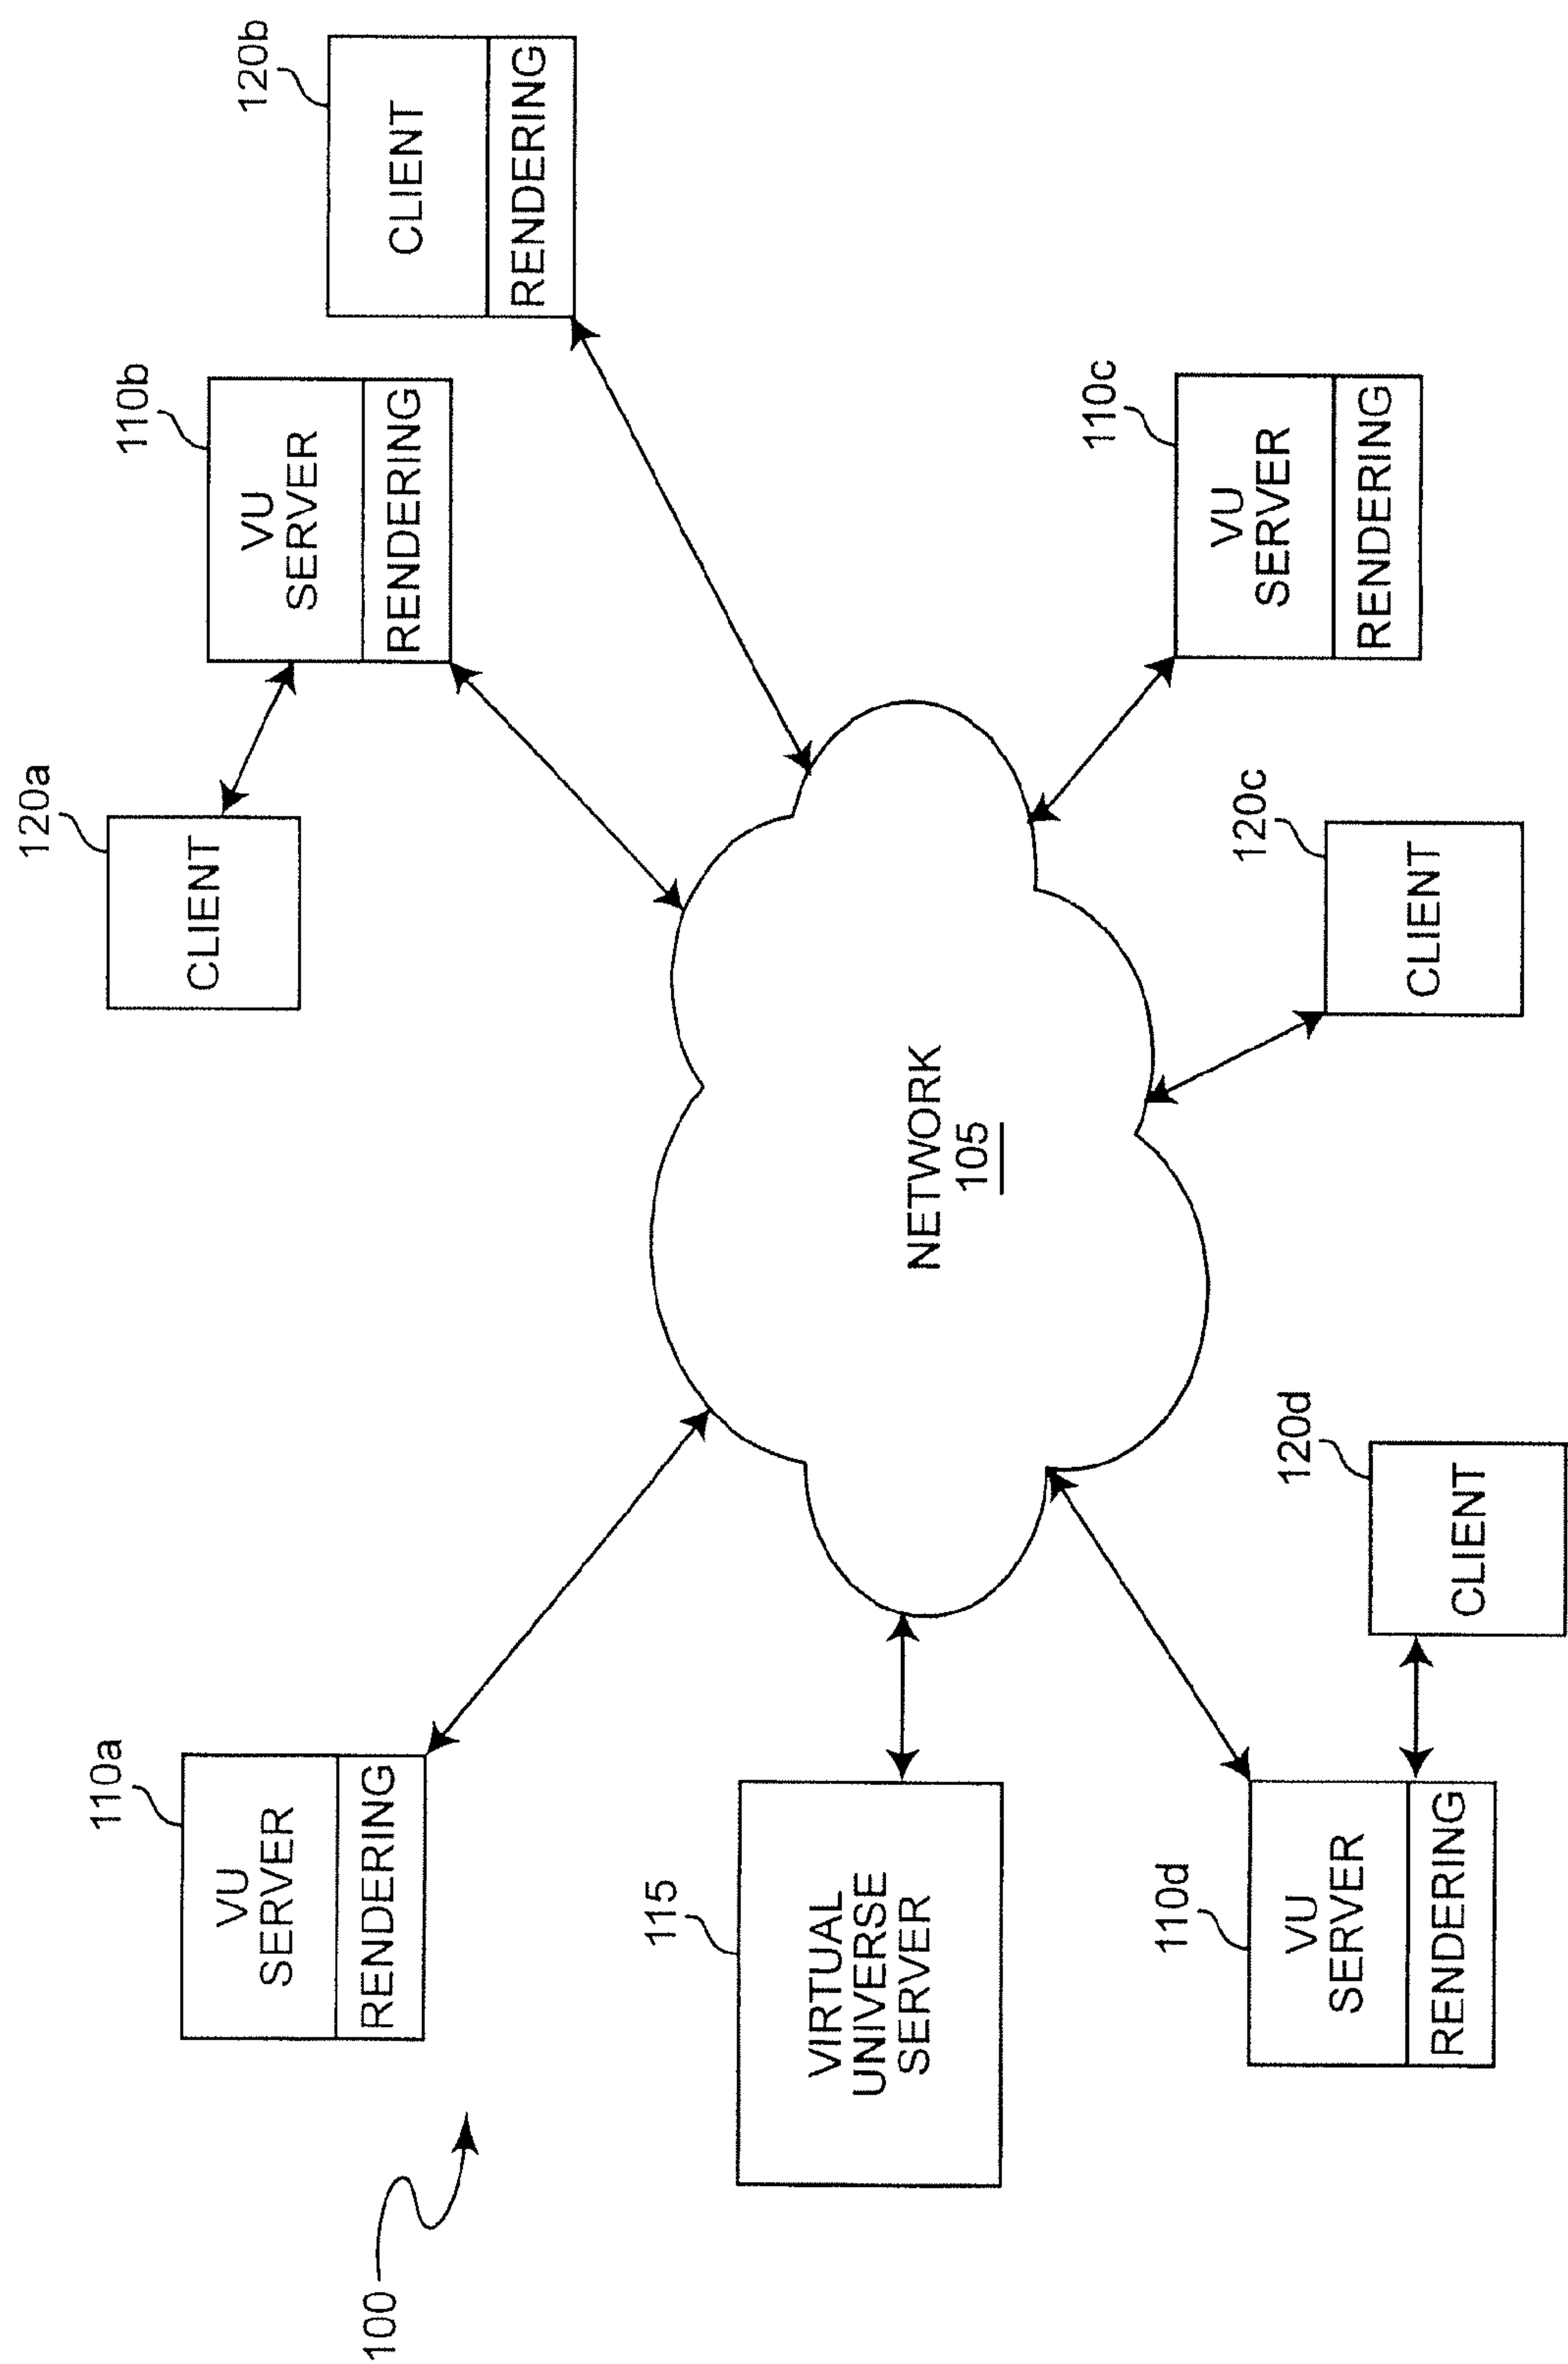 100
110a
VU
SERVER
RENDERING
120a
CLIENT
110b
VU
SERVER
RENDERING
120b
CLIENT
RENDERING
115
VIRTUAL
UNIVERSE
SERVER
NETWORK
105
110d
VU
SERVER
RENDERING
120d
CLIENT
120c
CLIENT
110c
VU
SERVER
RENDERING